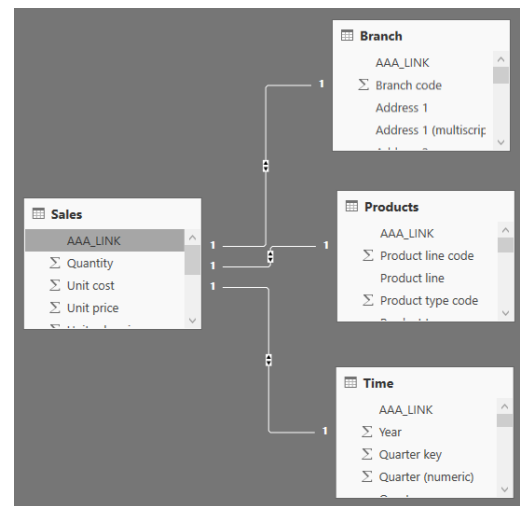 Branch
AAA_LINK
1
Σ Branch code
Address 1
Address 1 (multiscrip
Sales
AAA_LINK
Σ Quantity
Σ Unit cost
Σ Unit price
1
1
1
Products
AAA_LINK
1
Σ Product line code
Product line
Σ Product type code
Time
AAA_LINK
1
Σ Year
Σ Quarter key
Σ Quarter (numeric)